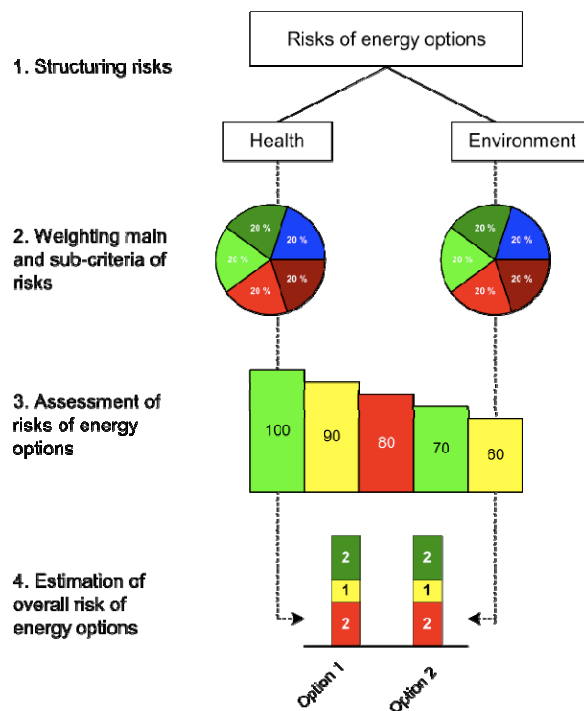 Risks of energy options
1. Structuring risks
Health
Environment
2. Weighting main
and sub-criteria of
risks
20 %
20 %
20 %
20 %
20 %
20 %
20 %
20 %
20 %
20 %
3. Assessment of
risks of energy
options
100
90
80
70
60
4. Estimation of
overall risk of
energy options
2
1
2
2
1
2
Option 1
Option 2